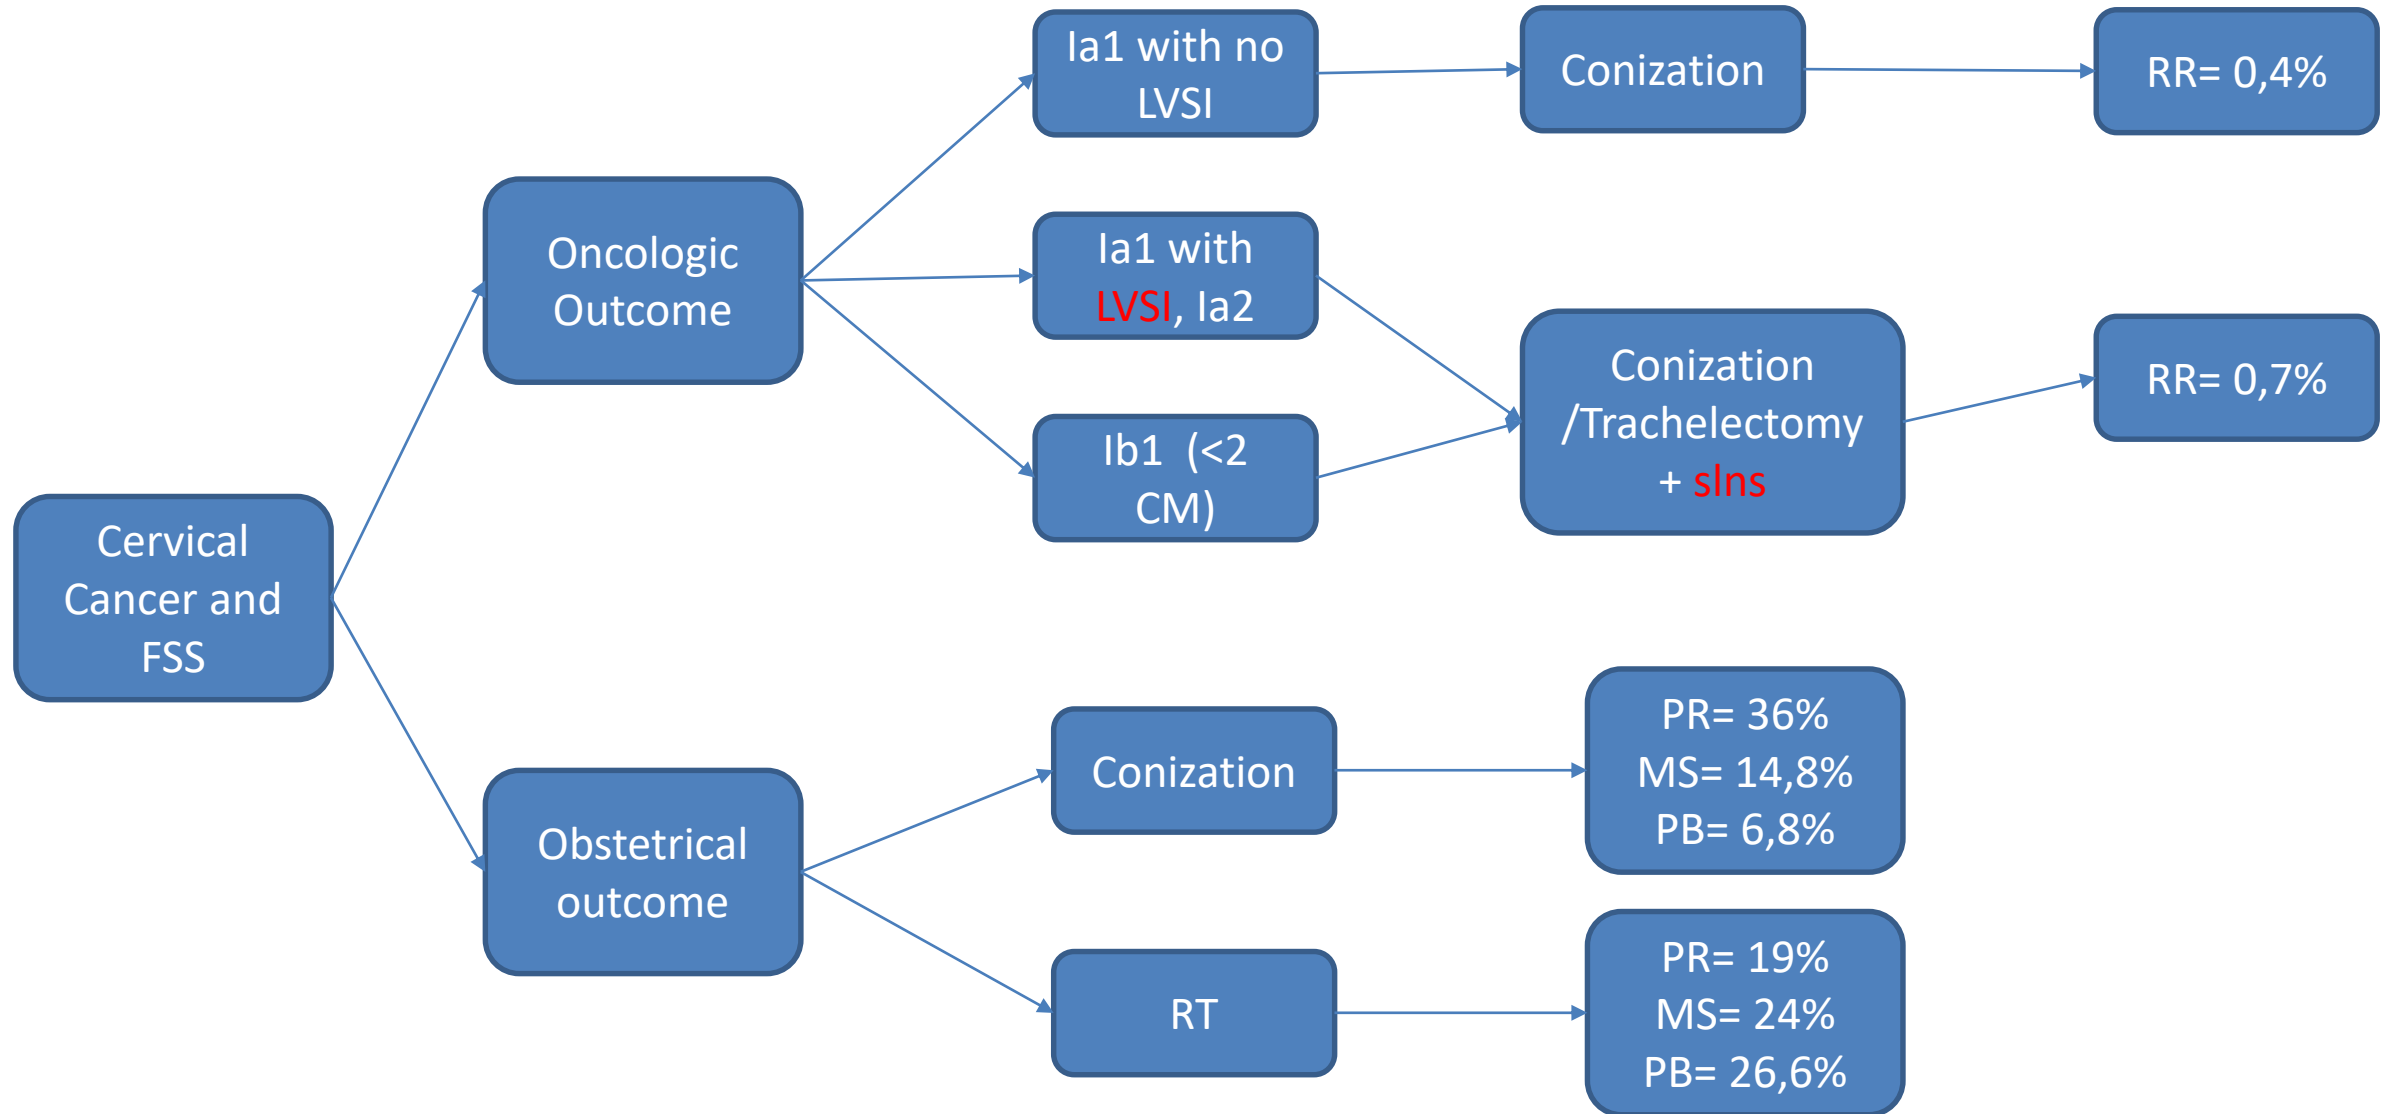 Cervical
Cancer and
FSS
Oncologic
Outcome
Ia1 with no
LVSI
Conization
RR= 0,4%
Ia1 with
LVSI, Ia2
Ib1 (<2
CM)
Conization
/Trachelectomy
+ slns
RR= 0,7%
Obstetrical
outcome
Conization
PR= 36%
MS= 14,8%
PB= 6,8%
RT
PR= 19%
MS= 24%
PB= 26,6%